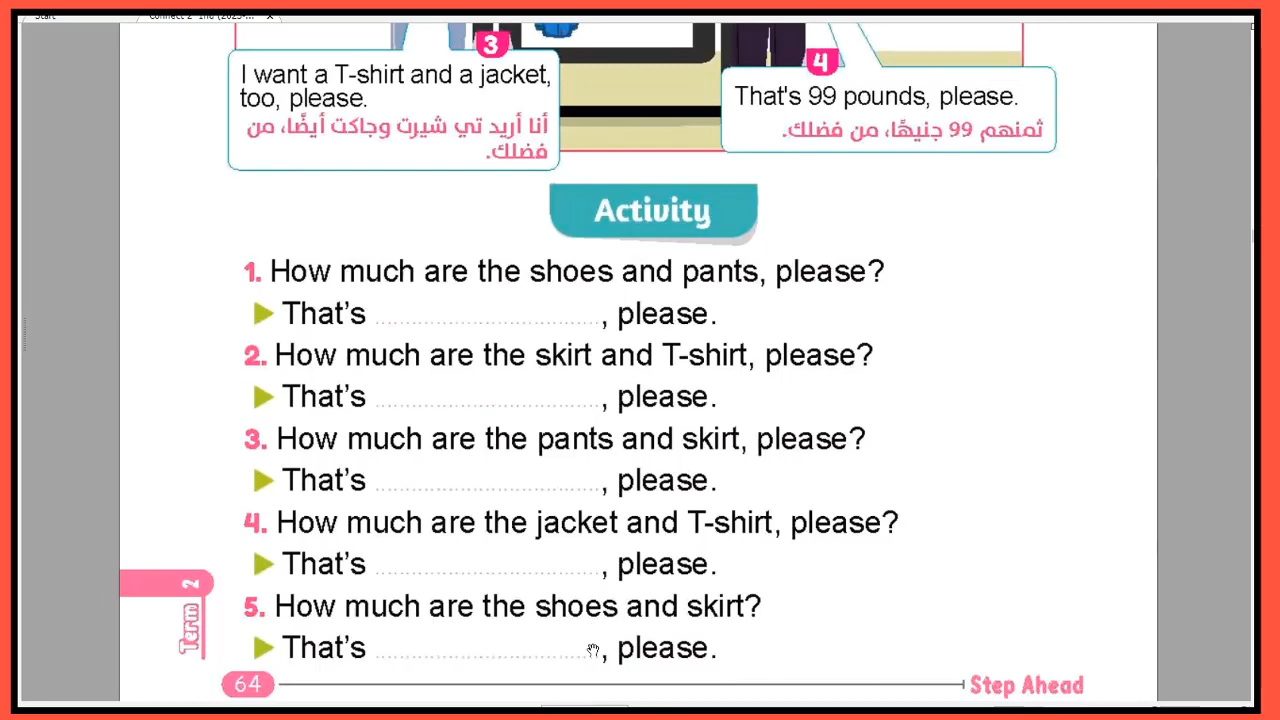 Start
Connect 2
3
I want a T-shirt and a jacket,
too, please.
أنا أريد تي شيرت وجاكت أيضًا، من
فضلك.
4
That's 99 pounds, please.
ثمنهم 99 جنيهًا، من فضلك.
Activity
1. How much are the shoes and pants, please?
That's ................................, please.
2. How much are the skirt and T-shirt, please?
That's ................................, please.
3. How much are the pants and skirt, please?
That's ................................, please.
4. How much are the jacket and T-shirt, please?
That's ................................, please.
5. How much are the shoes and skirt?
That's ................................, please.
Term 2
64
Step Ahead